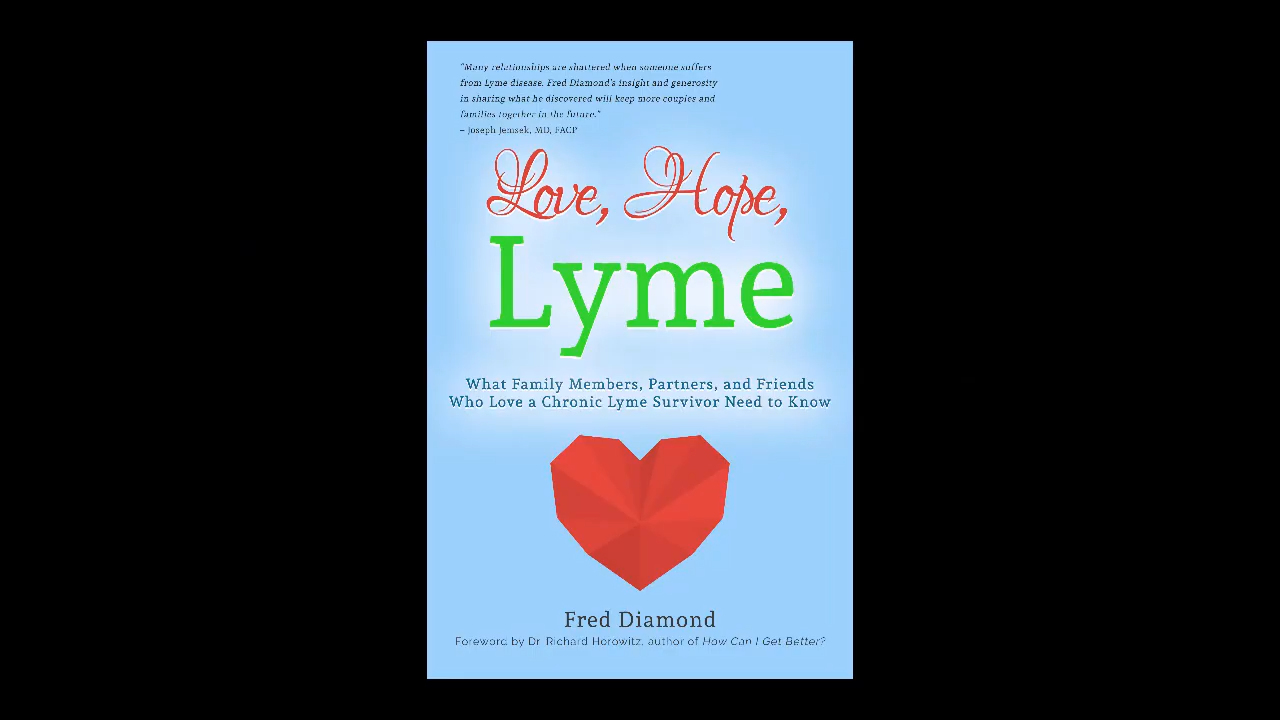 "Many relationships are shattered when someone suffers
from Lyme disease. Fred Diamond's insight and generosity
in sharing what he discovered will keep more couples and
families together in the future."
– Joseph Jemsek, MD, FACP
Love, Hope,
Lyme
What Family Members, Partners, and Friends
Who Love a Chronic Lyme Survivor Need to Know
Fred Diamond
Foreword by Dr. Richard Horowitz, author of How Can I Get Better?